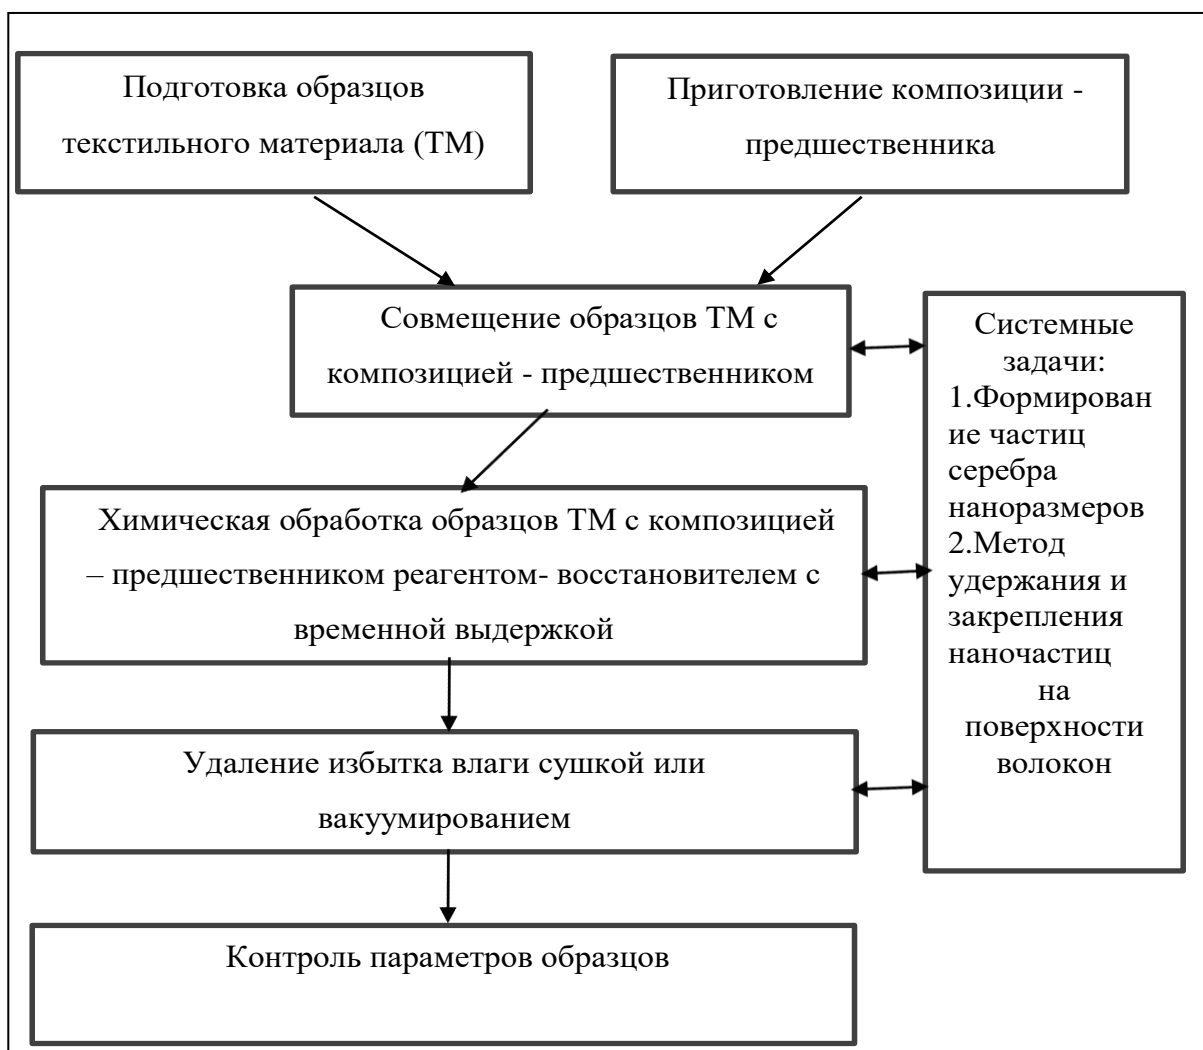 Подготовка образцов
текстильного материала (ТМ)
Приготовление композиции -
предшественника
Совмещение образцов ТМ с
композицией - предшественником
Системные
задачи:
1.Формирован
ие частиц
серебра
наноразмеров
2.Метод
удержания и
закрепления
наночастиц
на
поверхности
волокон
Химическая обработка образцов ТМ с композицией
– предшественником реагентом- восстановителем с
временной выдержкой
Удаление избытка влаги сушкой или
вакуумированием
Контроль параметров образцов